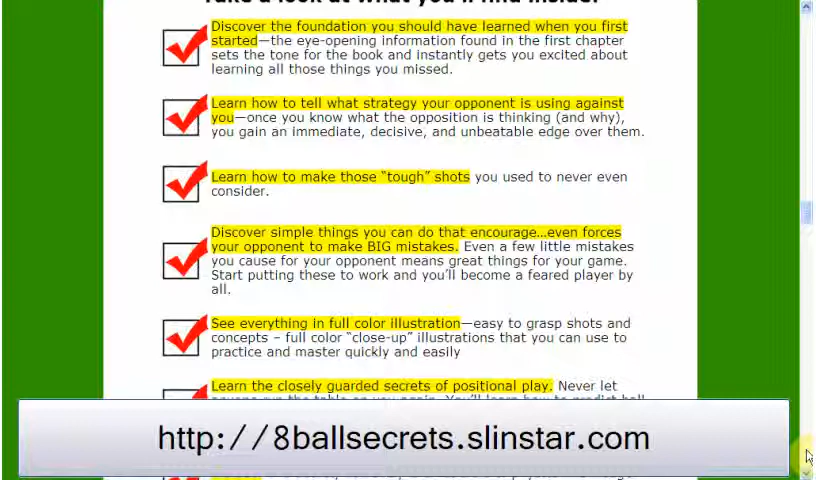 Take a look at what you'll find inside:
Discover the foundation you should have learned when you first
started—the eye-opening information found in the first chapter
sets the tone for the book and instantly gets you excited about
learning all those things you missed.
Learn how to tell what strategy your opponent is using against
you—once you know what the opposition is thinking (and why),
you gain an immediate, decisive, and unbeatable edge over them.
Learn how to make those “tough” shots you used to never even
consider.
Discover simple things you can do that encourage…even forces
your opponent to make BIG mistakes. Even a few little mistakes
you cause for your opponent means great things for your game.
Start putting these to work and you’ll become a feared player by
all.
See everything in full color illustration—easy to grasp shots and
concepts – full color “close-up” illustrations that you can use to
practice and master quickly and easily
Learn the closely guarded secrets of positional play. Never let
http://8ballsecrets.slinstar.com